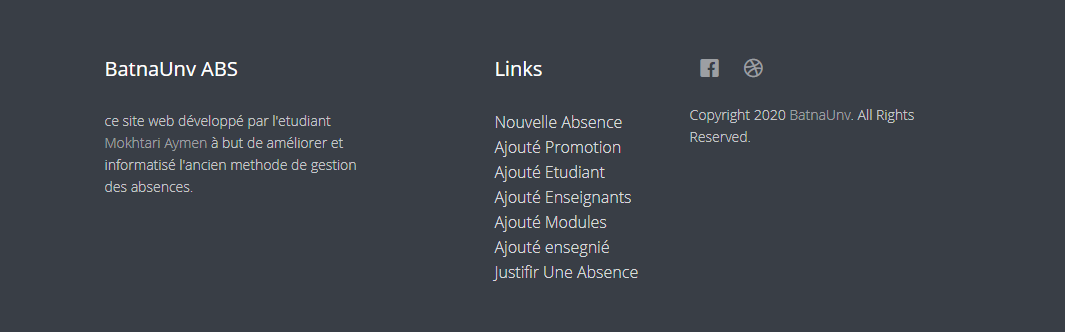 BatnaUnv ABS
ce site web développé par l'etudiant
Mokhtari Aymen à but de améliorer et
informatisé l'ancien methode de gestion
des absences.
Links
Nouvelle Absence
Ajouté Promotion
Ajouté Etudiant
Ajouté Enseignants
Ajouté Modules
Ajouté ensegnié
Justifir Une Absence
Copyright 2020 BatnaUnv. All Rights
Reserved.